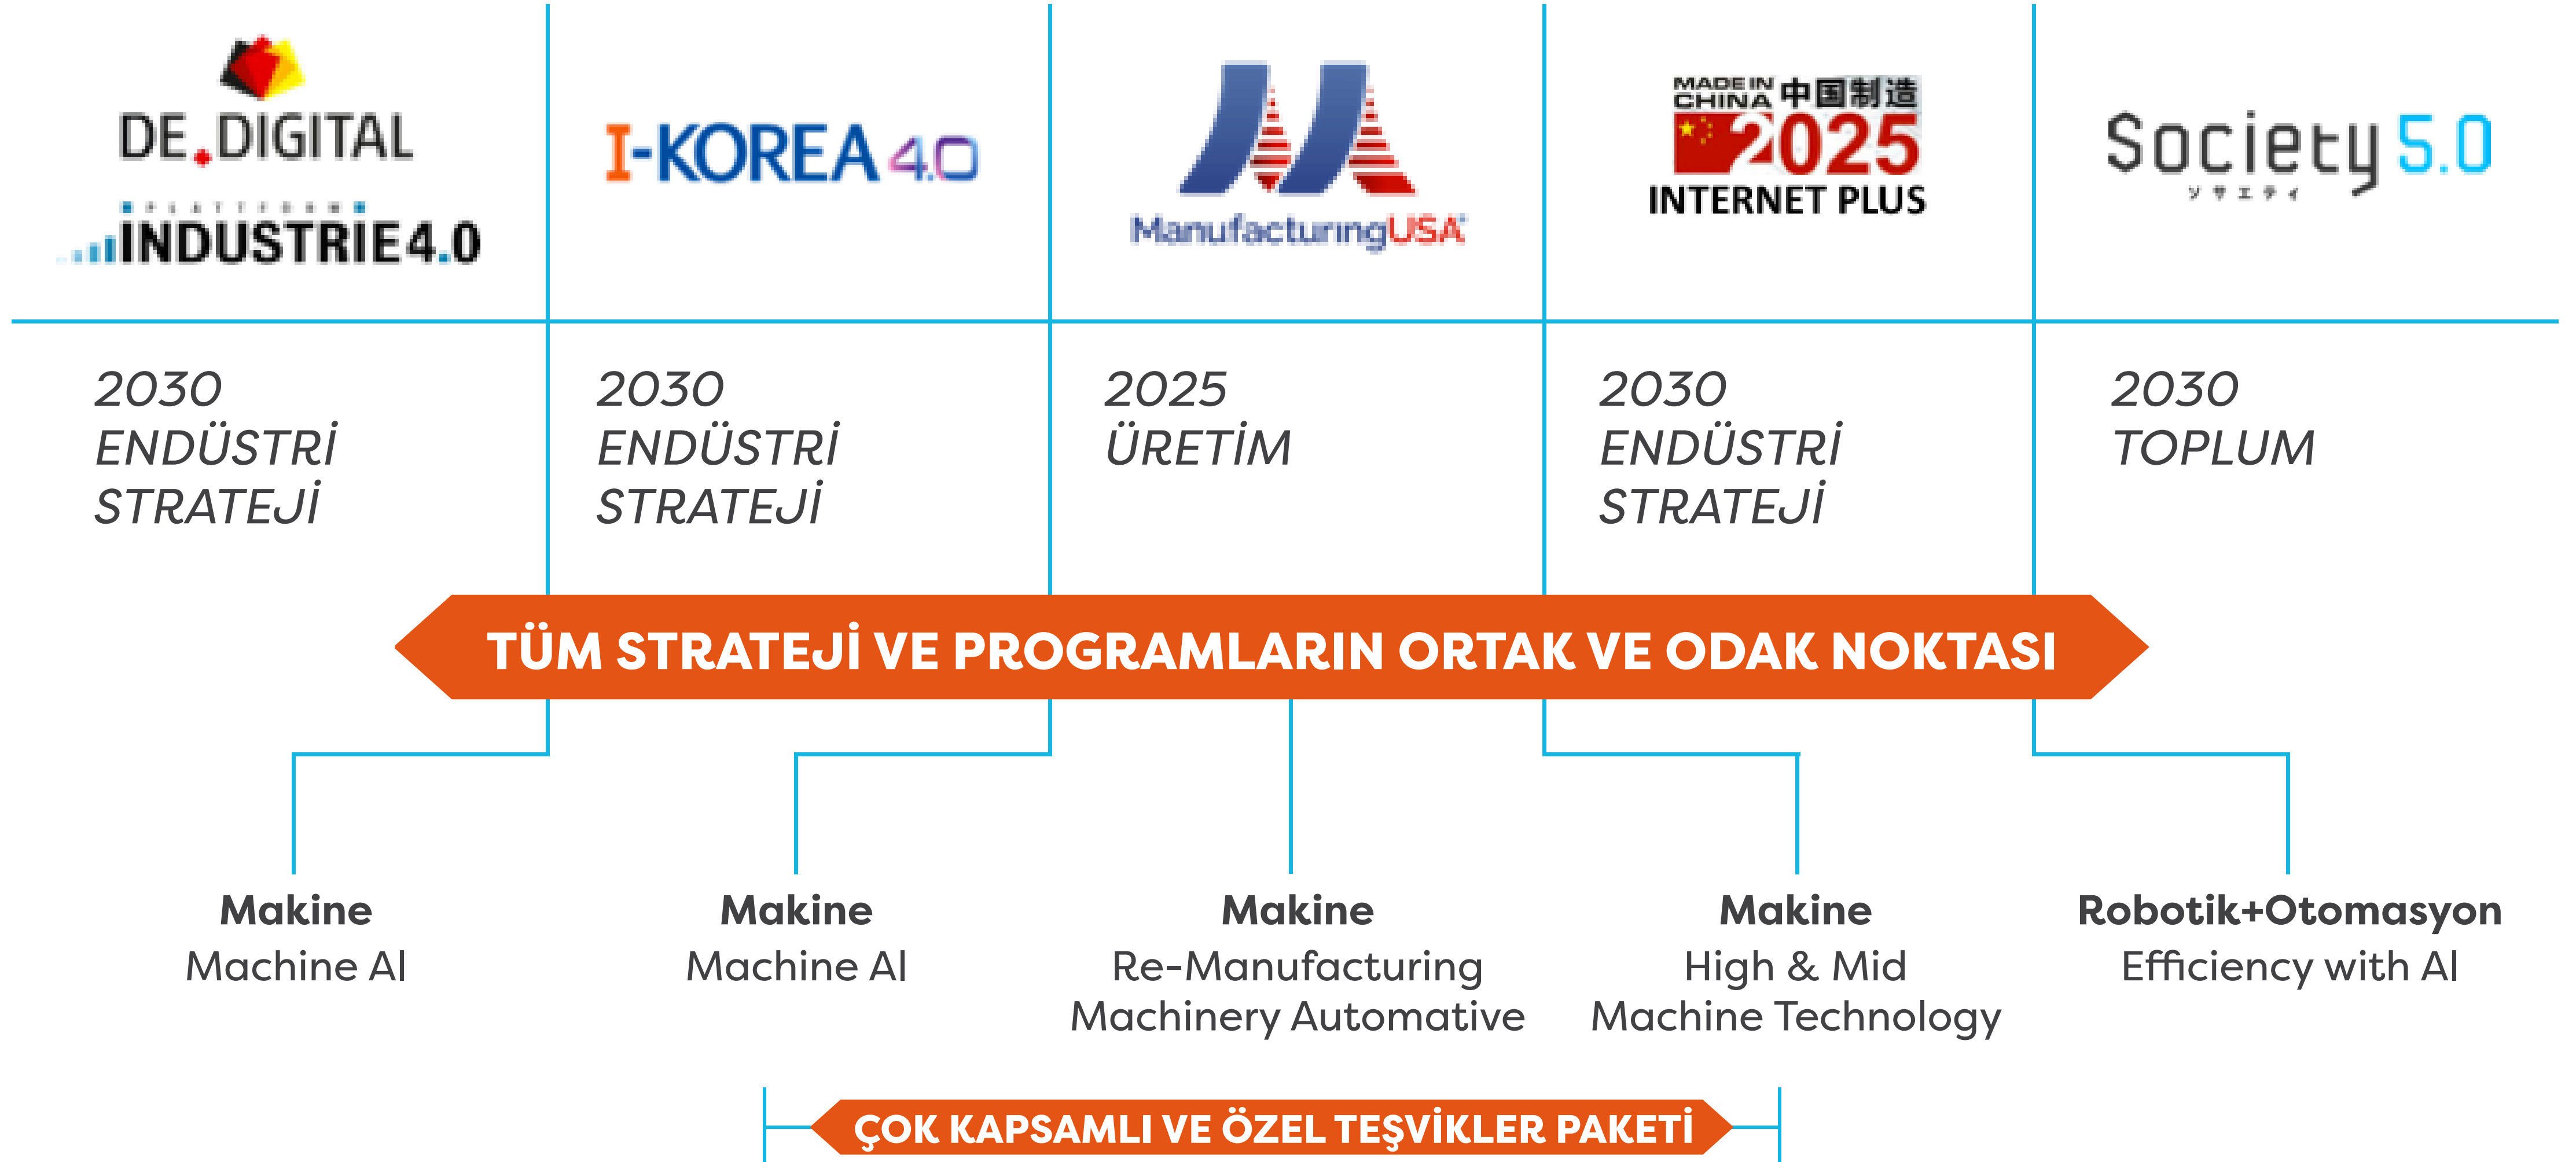 DE.DIGITAL
PLATTFORM
INDUSTRIE4.0
I-KOREA 4.0
ManufacturingUSA
MADE IN
CHINA 中国制造
2025
INTERNET PLUS
Society 5.0
ソサエティ
2030
ENDÜSTRİ
STRATEJİ
2030
ENDÜSTRİ
STRATEJİ
2025
ÜRETİM
2030
ENDÜSTRİ
STRATEJİ
2030
TOPLUM
TÜM STRATEJİ VE PROGRAMLARIN ORTAK VE ODAK NOKTASI
Makine
Machine AI
Makine
Machine AI
Makine
Re-Manufacturing
Machinery Automative
Makine
High & Mid
Machine Technology
Robotik+Otomasyon
Efficiency with AI
ÇOK KAPSAMLI VE ÖZEL TEŞVİKLER PAKETİ